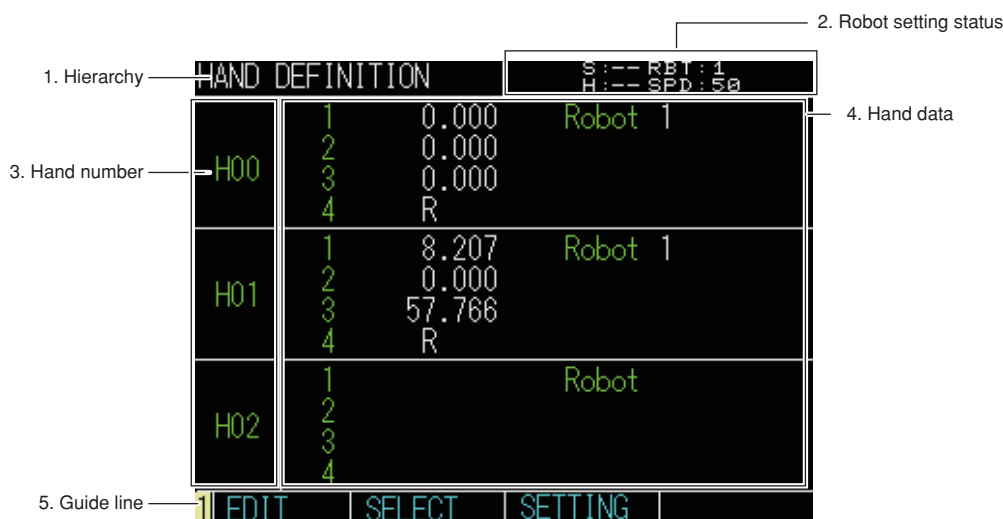 2. Robot setting status
1. Hierarchy
HAND DEFINITION
S:-- RBT:1
H:-- SPD:50
4. Hand data
3. Hand number
H00
1 0.000 Robot 1
2 0.000
3 0.000
4 R
H01
1 8.207 Robot 1
2 0.000
3 57.766
4 R
H02
1 Robot
2
3
4
5. Guide line
1 EDIT SELECT SETTING